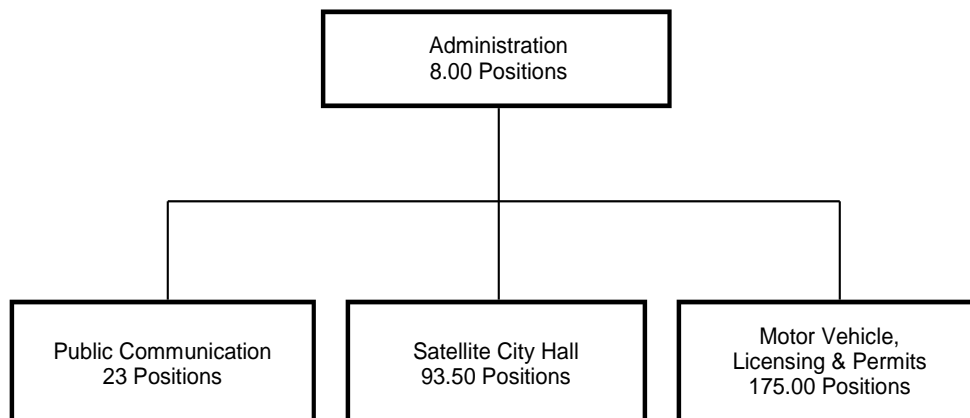 Administration
8.00 Positions
Public Communication
23 Positions
Satellite City Hall
93.50 Positions
Motor Vehicle,
Licensing & Permits
175.00 Positions